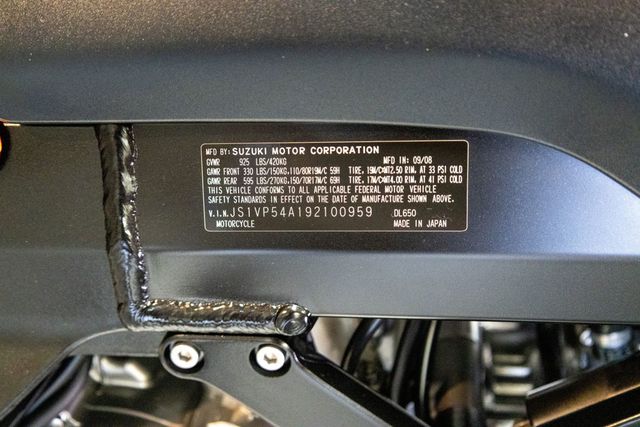 MFD BY: SUZUKI MOTOR CORPORATION
GVWR 925 LBS/420KG MFD IN: 09/08
GAWR FRONT 330 LBS/150KG,110/80R19M/C 59H TIRE, 19M/C×MT2.50 RIM. AT 33 PSI COLD
GAWR REAR 595 LBS/270KG,150/70R17M/C 69H TIRE, 17M/C×MT4.00 RIM. AT 41 PSI COLD
THIS VEHICLE CONFORMS TO ALL APPLICABLE FEDERAL MOTOR VEHICLE
SAFETY STANDARDS IN EFFECT ON THE DATE OF MANUFACTURE SHOWN ABOVE.
V.I.N. JS1VP54A192100959 DL650
MOTORCYCLE MADE IN JAPAN